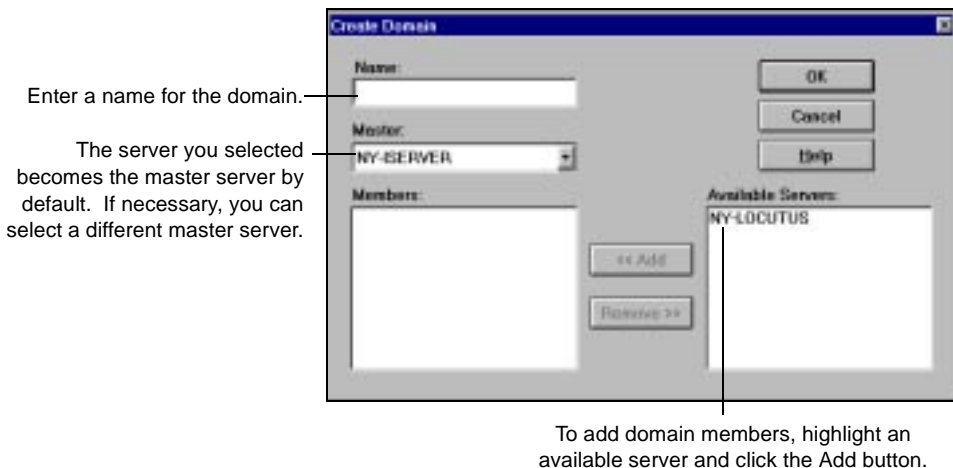 Create Domain
Name:
OK
Enter a name for the domain.
Cancel
Master:
The server you selected
becomes the master server by
default. If necessary, you can
select a different master server.
NY-ISERVER
Help
Members:
Available Servers:
NY-LOCUTUS
<< Add
Remove >>
To add domain members, highlight an
available server and click the Add button.